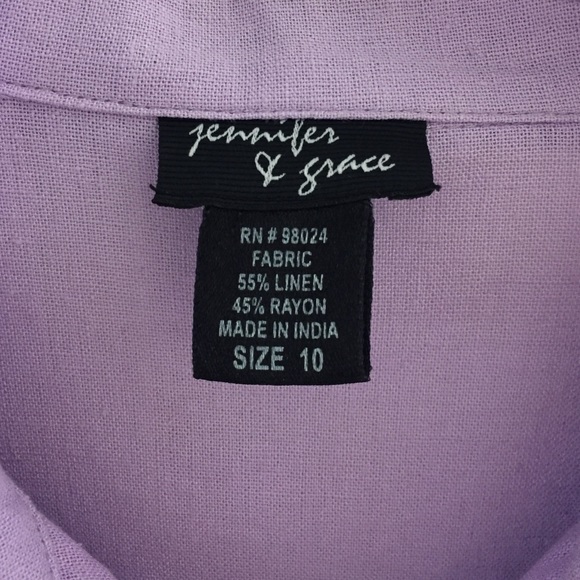 jennifer
& grace
RN # 98024
FABRIC
55% LINEN
45% RAYON
MADE IN INDIA
SIZE 10